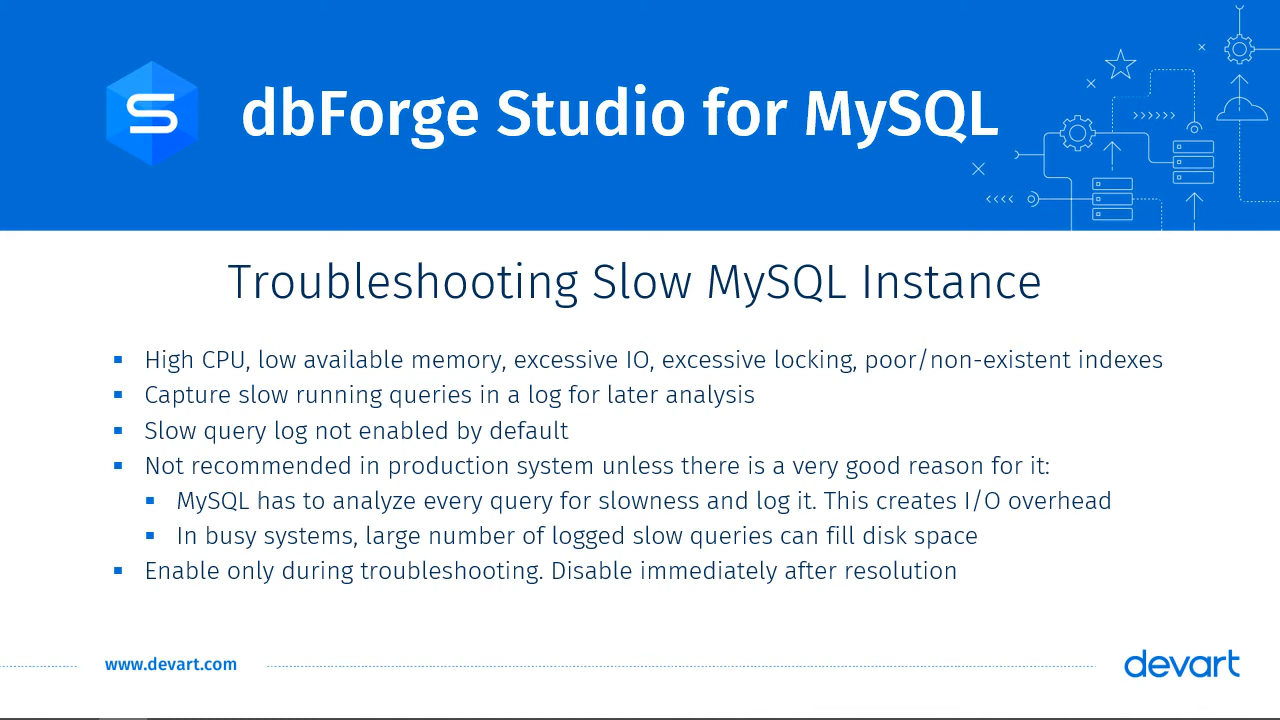 dbForge Studio for MySQL
Troubleshooting Slow MySQL Instance
High CPU, low available memory, excessive IO, excessive locking, poor/non-existent indexes
Capture slow running queries in a log for later analysis
Slow query log not enabled by default
Not recommended in production system unless there is a very good reason for it:
MySQL has to analyze every query for slowness and log it. This creates I/O overhead
In busy systems, large number of logged slow queries can fill disk space
Enable only during troubleshooting. Disable immediately after resolution
www.devart.com
devart